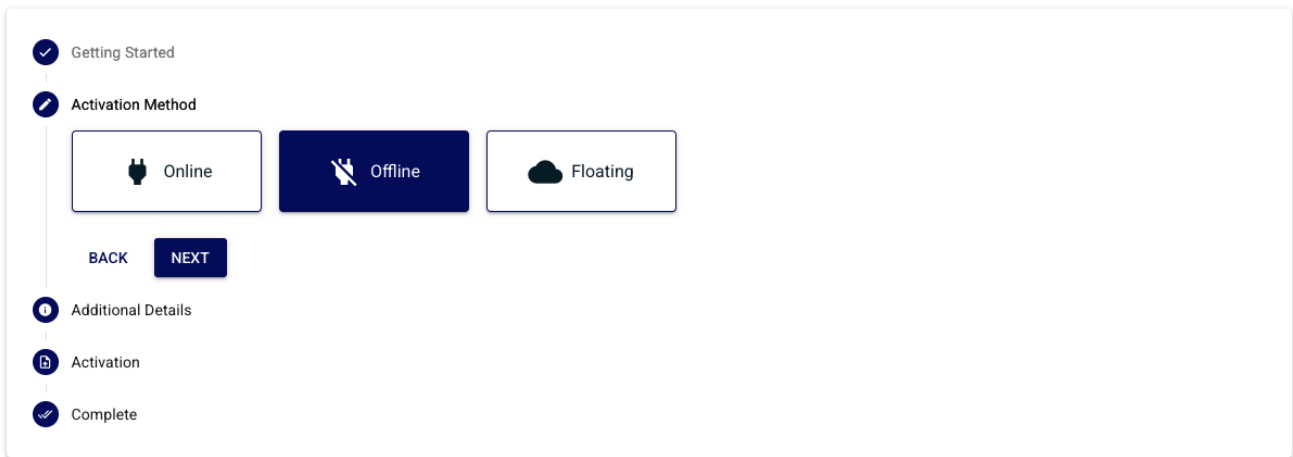 Getting Started
Activation Method
Online Offline Floating
BACK NEXT
Additional Details
Activation
Complete